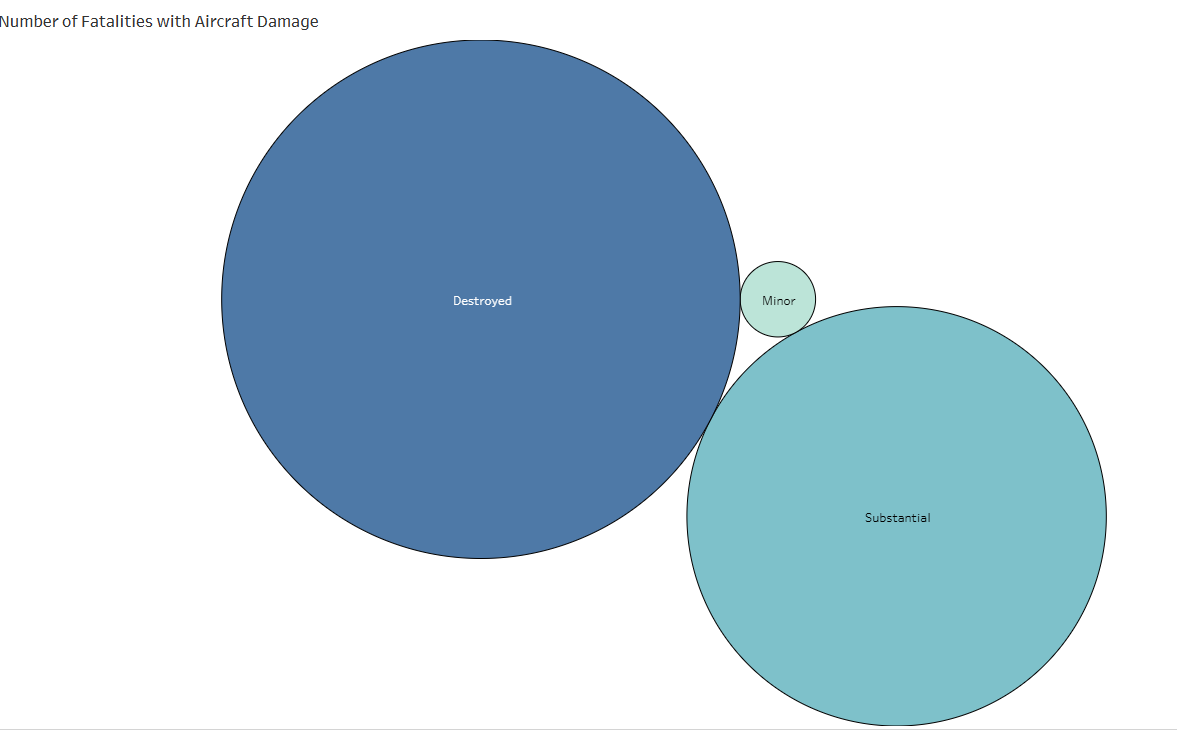 Number of Fatalities with Aircraft Damage
Destroyed
Minor
Substantial